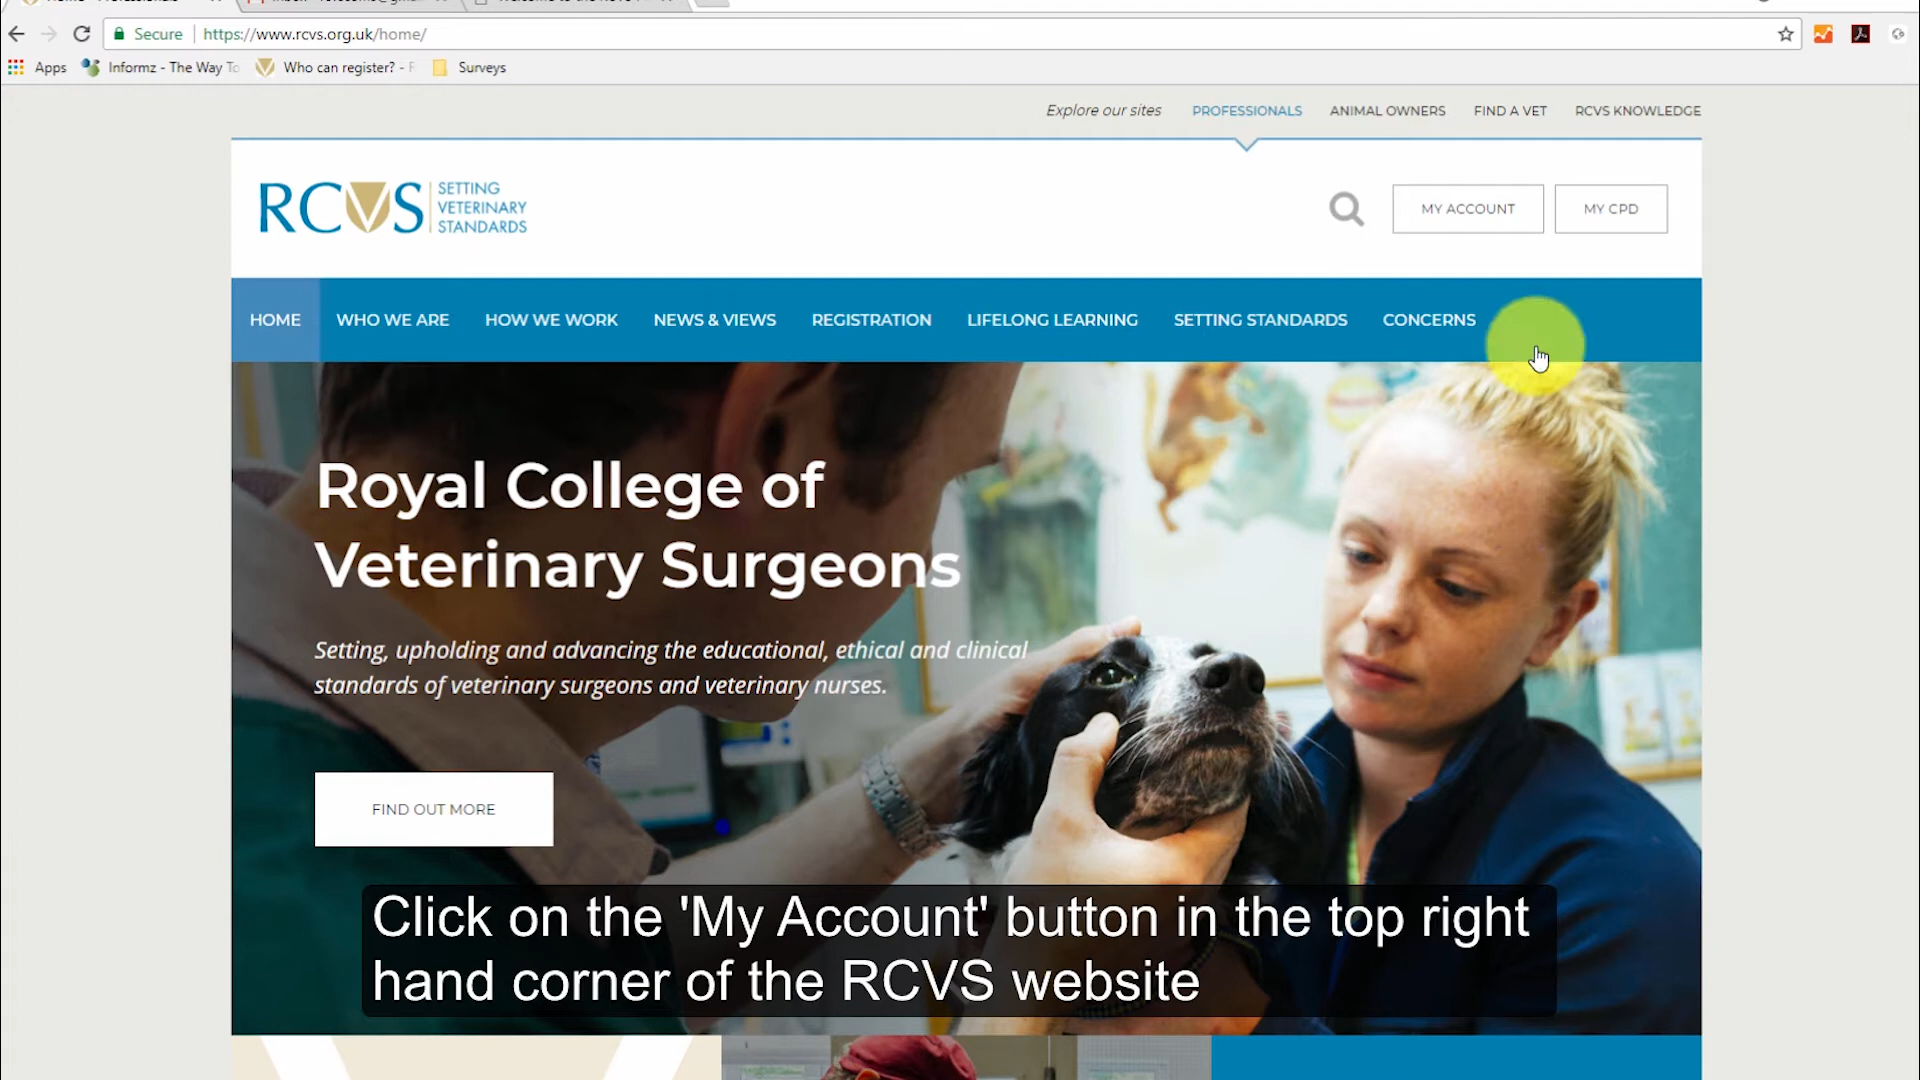 Secure https://www.rcvs.org.uk/home/
Apps Informz - The Way To Who can register? - R Surveys
Explore our sites PROFESSIONALS ANIMAL OWNERS FIND A VET RCVS KNOWLEDGE
RCVS SETTING
VETERINARY
STANDARDS
MY ACCOUNT MY CPD
HOME WHO WE ARE HOW WE WORK NEWS & VIEWS REGISTRATION LIFELONG LEARNING SETTING STANDARDS CONCERNS
Royal College of
Veterinary Surgeons
Setting, upholding and advancing the educational, ethical and clinical
standards of veterinary surgeons and veterinary nurses.
FIND OUT MORE
Click on the 'My Account' button in the top right
hand corner of the RCVS website